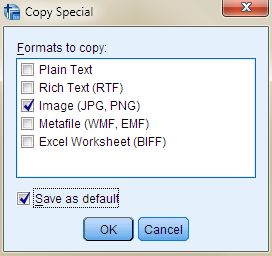 Copy Special
Formats to copy:
Plain Text
Rich Text (RTF)
Image (JPG, PNG)
Metafile (WMF, EMF)
Excel Worksheet (BIFF)
Save as default
OK Cancel